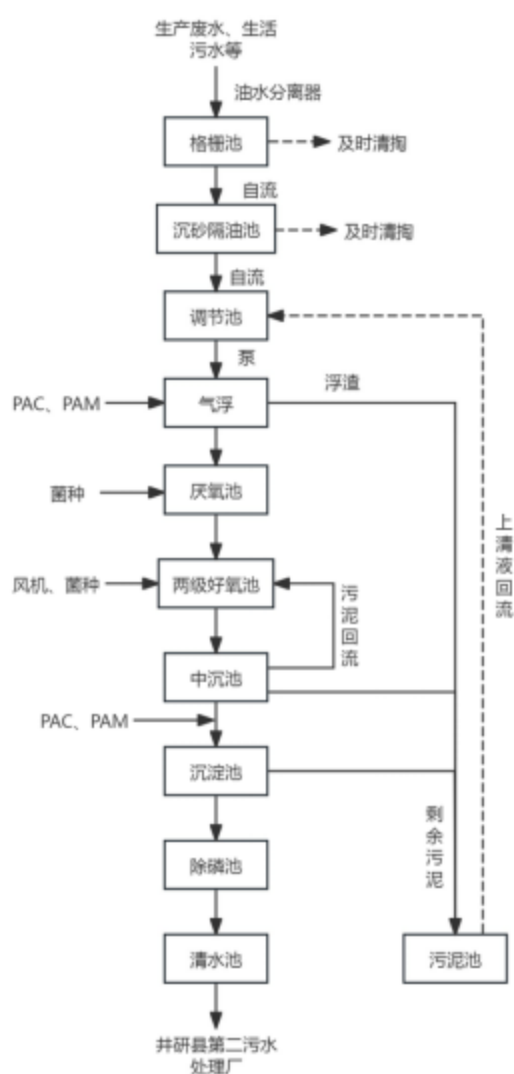 生产废水、生活
污水等
油水分离器
格栅池
及时清掏
自流
沉砂隔油池
及时清掏
自流
调节池
泵
浮渣
PAC、PAM
气浮
菌种
厌氧池
上清液回流
风机、菌种
两级好氧池
污泥回流
中沉池
PAC、PAM
沉淀池
剩余污泥
除磷池
清水池
污泥池
井研县第二污水
处理厂